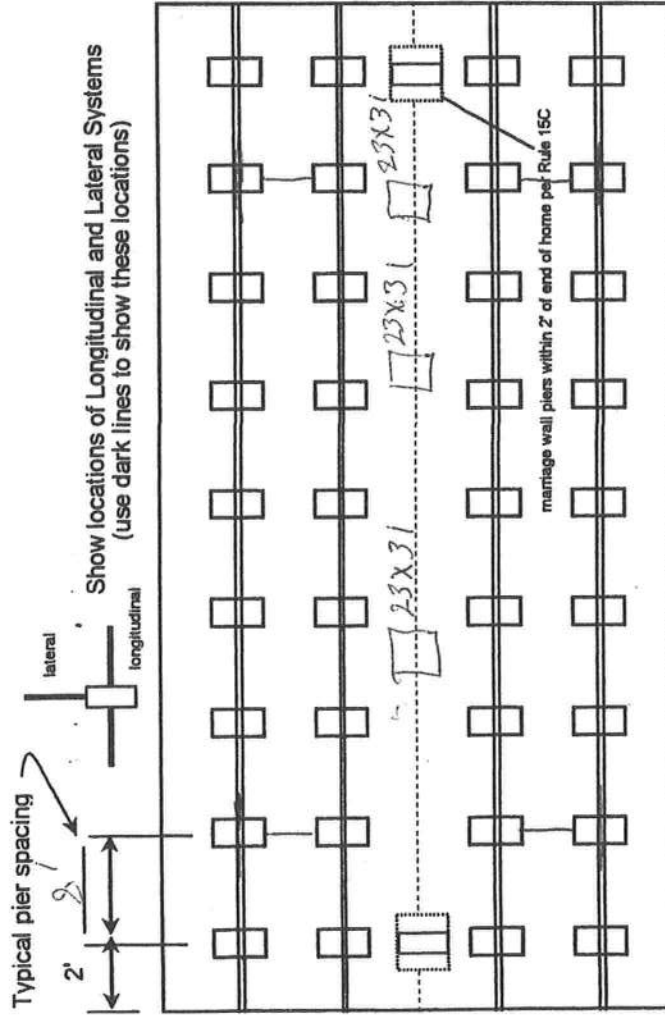 Typical pier spacing
2'
lateral
longitudinal
Show locations of Longitudinal and Lateral Systems
(use dark lines to show these locations)
23x31
23x31
23x31
marriage wall piers within 2' of end of home per Rule 15C